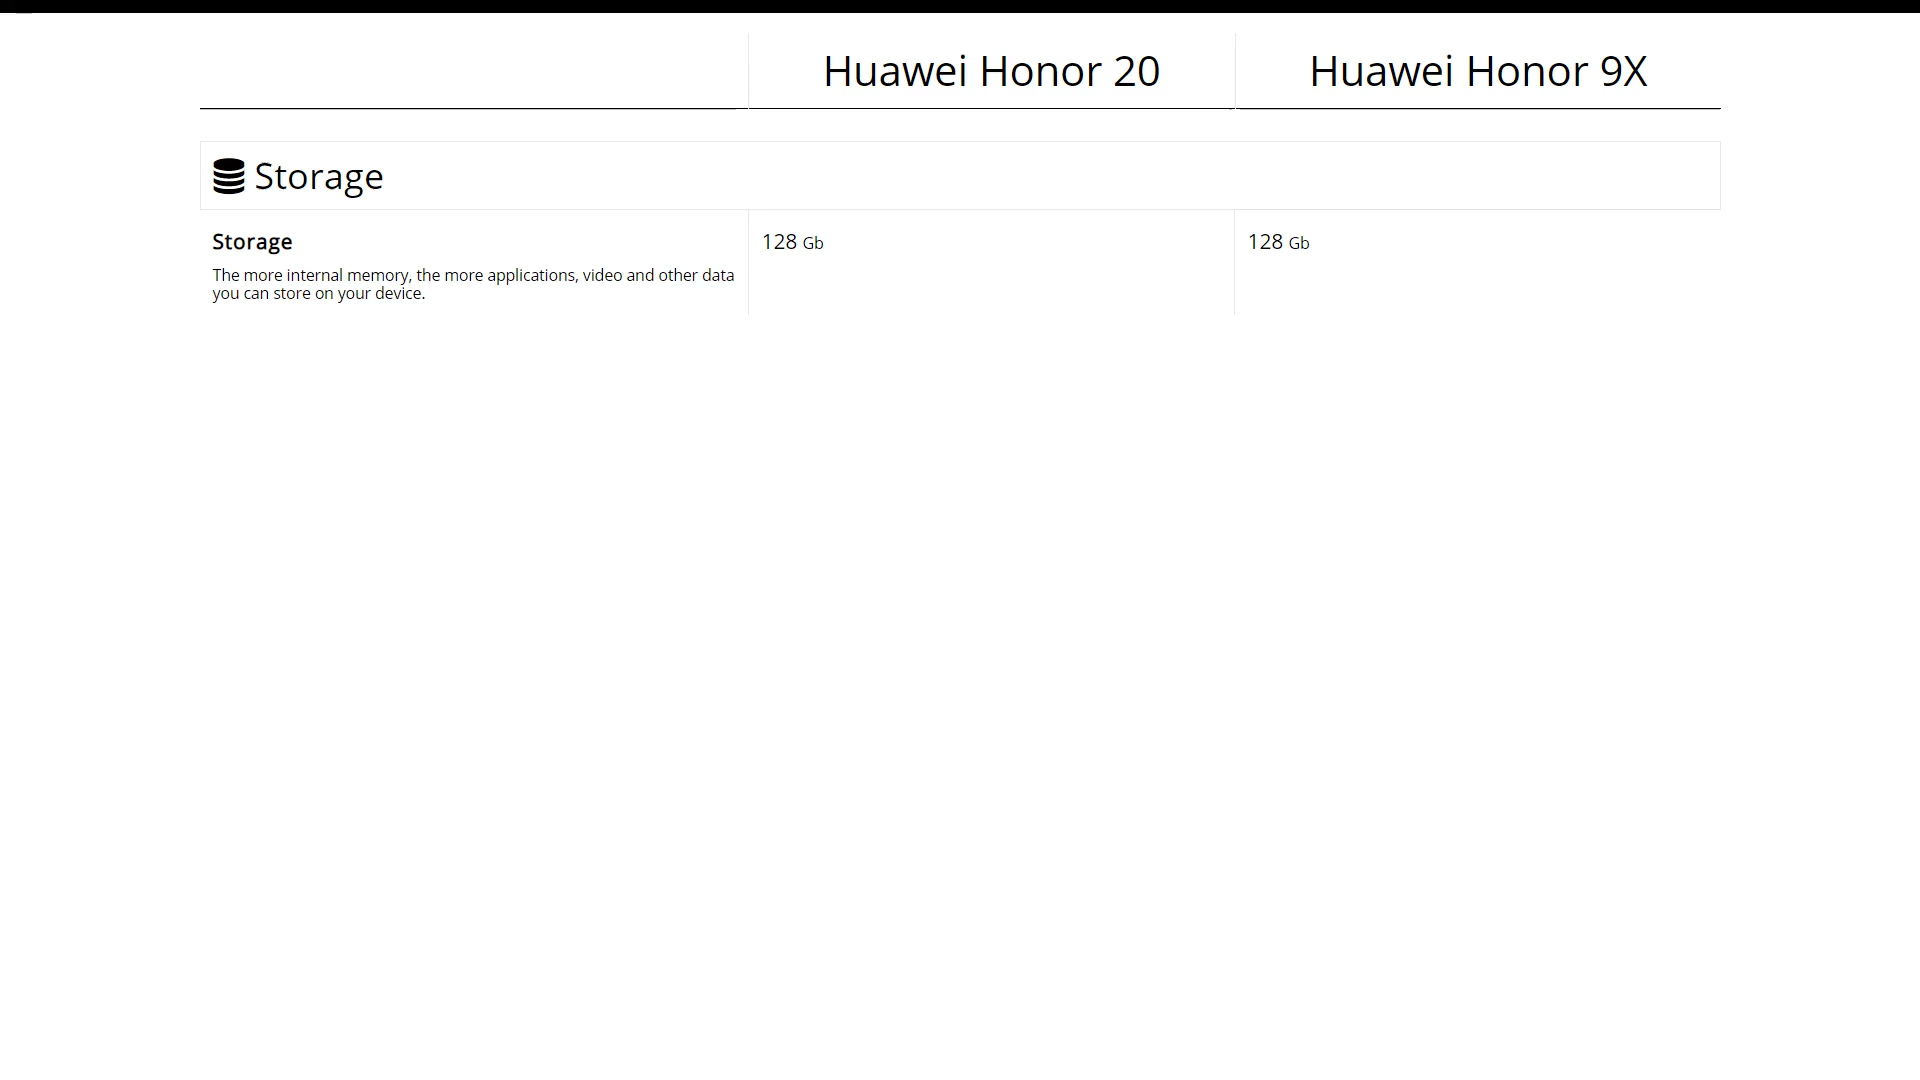 Huawei Honor 20
Huawei Honor 9X
Storage
Storage
128 Gb
128 Gb
The more internal memory, the more applications, video and other data
you can store on your device.